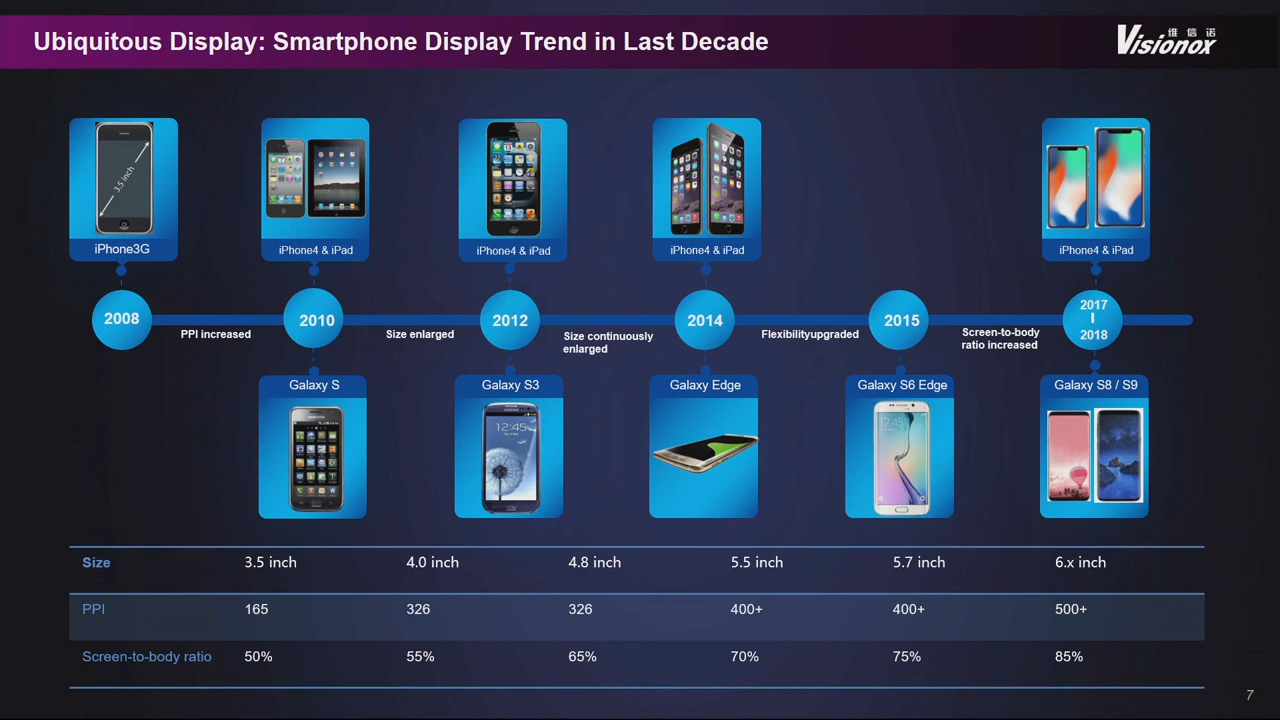 Ubiquitous Display: Smartphone Display Trend in Last Decade
维信诺
Visionox
3.5 inch
iPhone3G
iPhone4 & iPad
iPhone4 & iPad
iPhone4 & iPad
iPhone4 & iPad
2008
PPI increased
2010
Size enlarged
2012
Size continuously
enlarged
2014
Flexibilityupgraded
2015
Screen-to-body
ratio increased
2017
2018
Galaxy S
Galaxy S3
Galaxy Edge
Galaxy S6 Edge
Galaxy S8 / S9
SAMSUNG
12:45
12:45
Size 3.5 inch 4.0 inch 4.8 inch 5.5 inch 5.7 inch 6.x inch
PPI 165 326 326 400+ 400+ 500+
Screen-to-body ratio 50% 55% 65% 70% 75% 85%
7